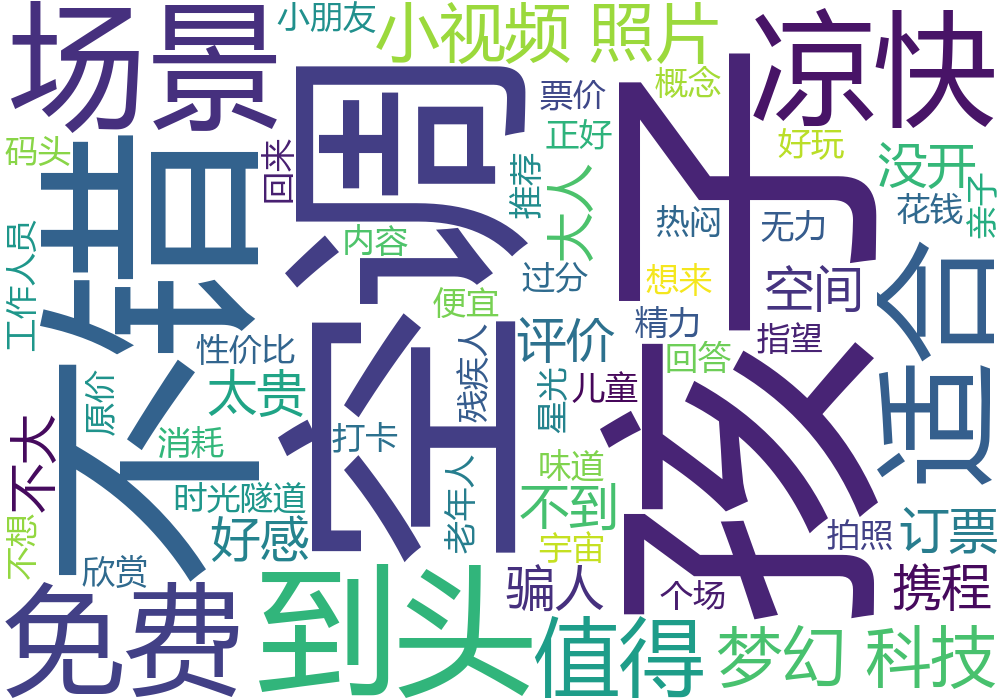 场景
小朋友
小视频 照片
凉快
票价
概念
正好
好玩
码头
回来
推荐
大人
没开
亲子
花钱
不错
空调
孩子
热闷
无力
工作人员
内容
过分
想来
空间
适合
便宜
精力
指望
评价
性价比
残疾人
回答
太贵
原价
星光
儿童
不大
打卡
消耗
味道
时光隧道
老年人
不到
好感
不想
宇宙
拍照
订票
欣赏
骗人
个场
携程
免费
到头
值得
梦幻 科技